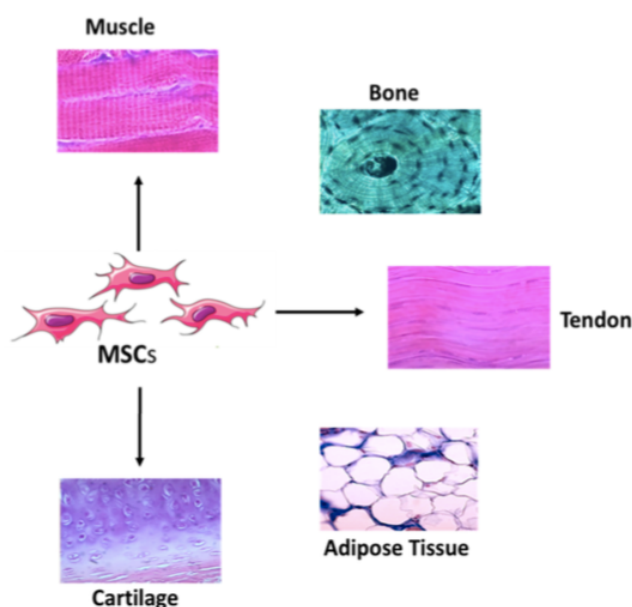 Muscle
Bone
MSCs
Tendon
Adipose Tissue
Cartilage